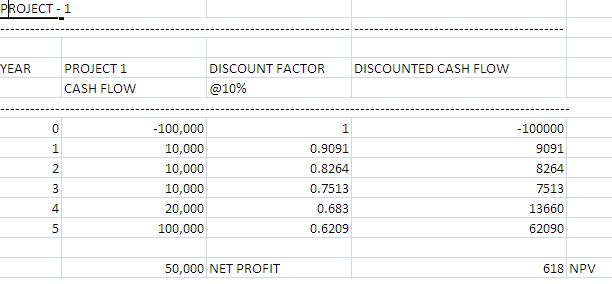 PROJECT - 1
YEAR PROJECT 1 DISCOUNT FACTOR DISCOUNTED CASH FLOW
CASH FLOW @10%
0 -100,000 1 -100000
1 10,000 0.9091 9091
2 10,000 0.8264 8264
3 10,000 0.7513 7513
4 20,000 0.683 13660
5 100,000 0.6209 62090
50,000 NET PROFIT 618 NPV